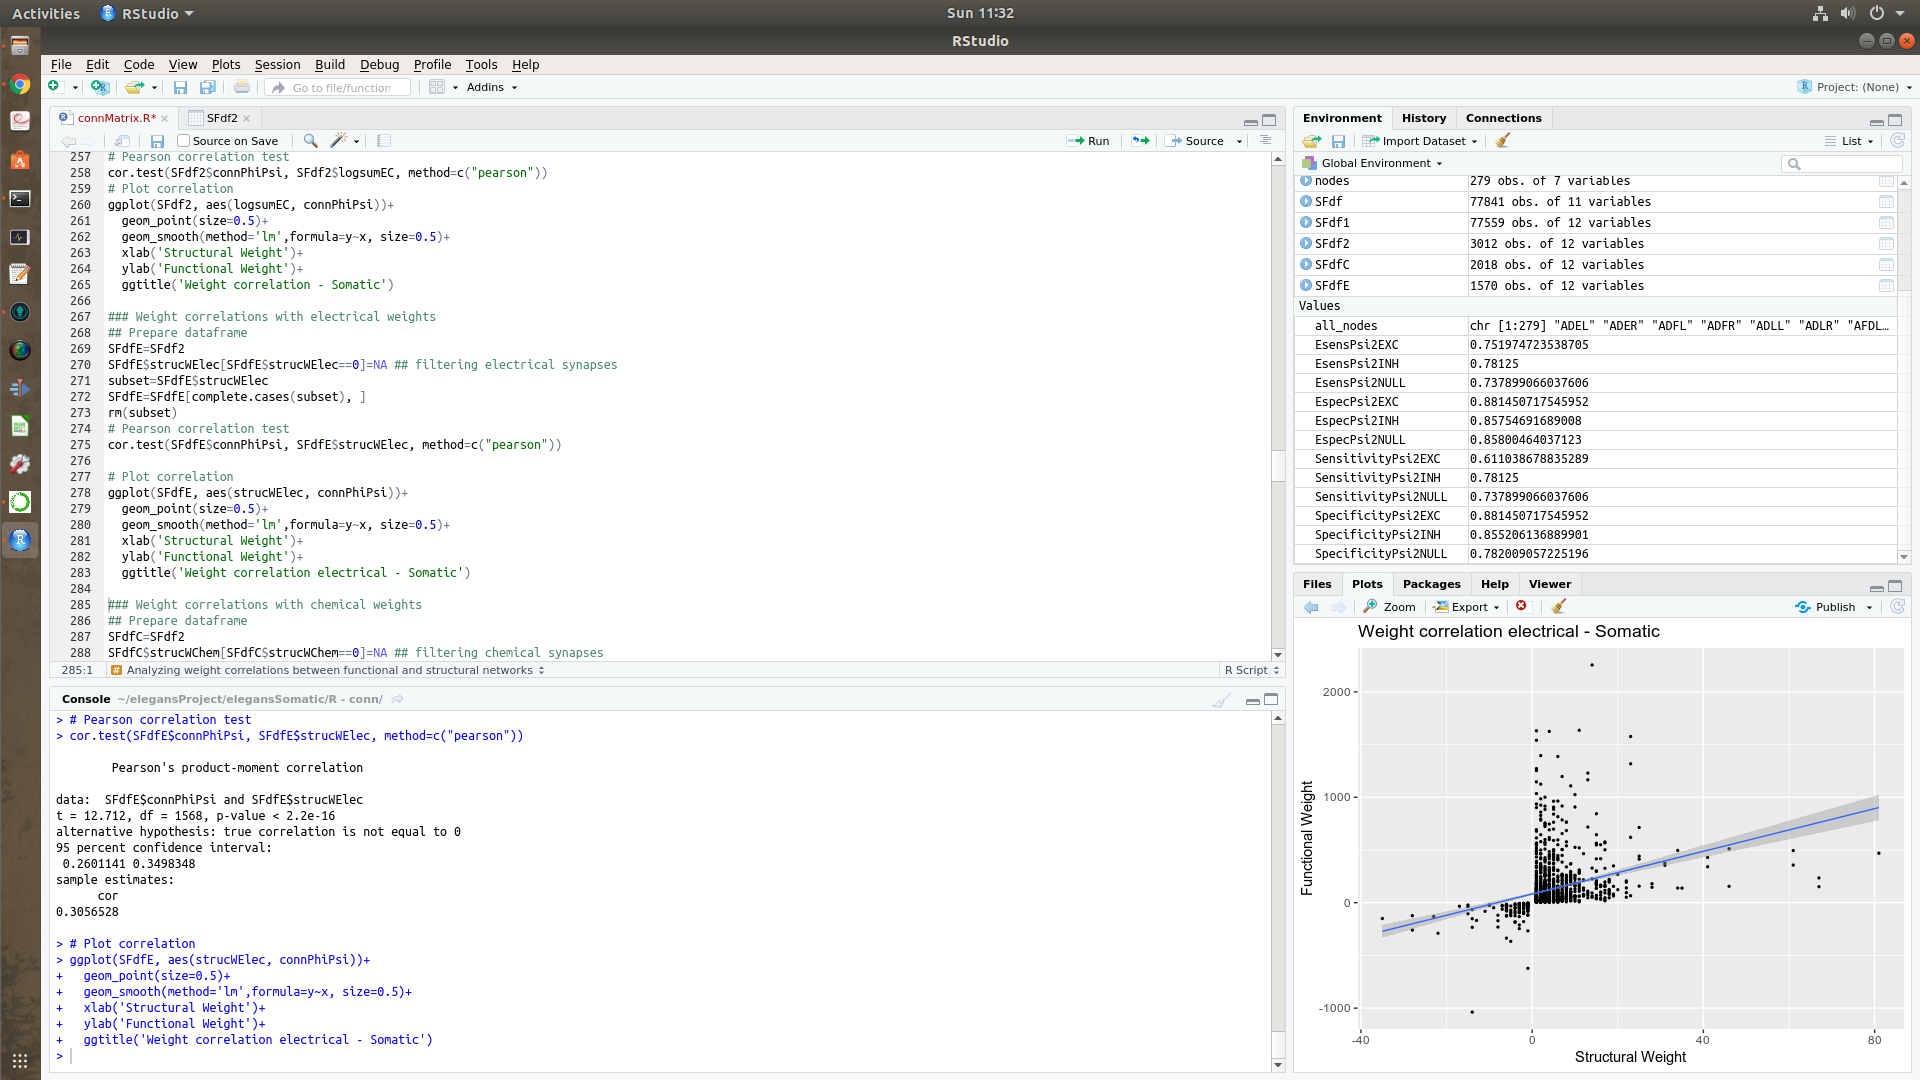 Activities
RStudio
Sun 11:32
RStudio
File Edit Code View Plots Session Build Debug Profile Tools Help
Go to file/function
Addins
Project: (None)
connMatrix.R*
SFdf2
Source on Save
Run
Source
257 # Pearson correlation test
258 cor.test(SFdf2$connPhiPsi, SFdf2$logsumEC, method=c("pearson"))
259 # Plot correlation
260 ggplot(SFdf2, aes(logsumEC, connPhiPsi))+
261 geom_point(size=0.5)+
262 geom_smooth(method='lm',formula=y~x, size=0.5)+
263 xlab('Structural Weight')+
264 ylab('Functional Weight')+
265 ggtitle('Weight correlation - Somatic')
266
267 ### Weight correlations with electrical weights
268 ## Prepare dataframe
269 SFdfE=SFdf2
270 SFdfE$strucWElec[SFdfE$strucWElec==0]=NA ## filtering electrical synapses
271 subset=SFdfE$strucWElec
272 SFdfE=SFdfE[complete.cases(subset), ]
273 rm(subset)
274 # Pearson correlation test
275 cor.test(SFdfE$connPhiPsi, SFdfE$strucWElec, method=c("pearson"))
276
277 # Plot correlation
278 ggplot(SFdfE, aes(strucWElec, connPhiPsi))+
279 geom_point(size=0.5)+
280 geom_smooth(method='lm',formula=y~x, size=0.5)+
281 xlab('Structural Weight')+
282 ylab('Functional Weight')+
283 ggtitle('Weight correlation electrical - Somatic')
284
285 ### Weight correlations with chemical weights
286 ## Prepare dataframe
287 SFdfC=SFdf2
288 SFdfC$strucWChem[SFdfC$strucWChem==0]=NA ## filtering chemical synapses
285:1
# Analyzing weight correlations between functional and structural networks
R Script
Console ~/elegansProject/elegansSomatic/R - conn/
> # Pearson correlation test
> cor.test(SFdfE$connPhiPsi, SFdfE$strucWElec, method=c("pearson"))
Pearson's product-moment correlation
data: SFdfE$connPhiPsi and SFdfE$strucWElec
t = 12.712, df = 1568, p-value < 2.2e-16
alternative hypothesis: true correlation is not equal to 0
95 percent confidence interval:
0.2601141 0.3498348
sample estimates:
cor
0.3056528
> # Plot correlation
> ggplot(SFdfE, aes(strucWElec, connPhiPsi))+
+ geom_point(size=0.5)+
+ geom_smooth(method='lm',formula=y~x, size=0.5)+
+ xlab('Structural Weight')+
+ ylab('Functional Weight')+
+ ggtitle('Weight correlation electrical - Somatic')
>
Environment History Connections
Import Dataset
List
Global Environment
nodes 279 obs. of 7 variables
SFdf 77841 obs. of 11 variables
SFdf1 77559 obs. of 12 variables
SFdf2 3012 obs. of 12 variables
SFdfC 2018 obs. of 12 variables
SFdfE 1570 obs. of 12 variables
Values
all_nodes chr [1:279] "ADEL" "ADER" "ADFL" "ADFR" "ADLL" "ADLR" "AFDL…
EsensPsi2EXC 0.751974723538705
EsensPsi2INH 0.78125
EsensPsi2NULL 0.737899066037606
EspecPsi2EXC 0.881450717545952
EspecPsi2INH 0.85754691689008
EspecPsi2NULL 0.85800464037123
SensitivityPsi2EXC 0.611038678835289
SensitivityPsi2INH 0.78125
SensitivityPsi2NULL 0.737899066037606
SpecificityPsi2EXC 0.881450717545952
SpecificityPsi2INH 0.855206136889901
SpecificityPsi2NULL 0.782009057225196
Files Plots Packages Help Viewer
Zoom
Export
Publish
Weight correlation electrical - Somatic
Functional Weight
2000
1000
0
-1000
-40 0 40 80
Structural Weight